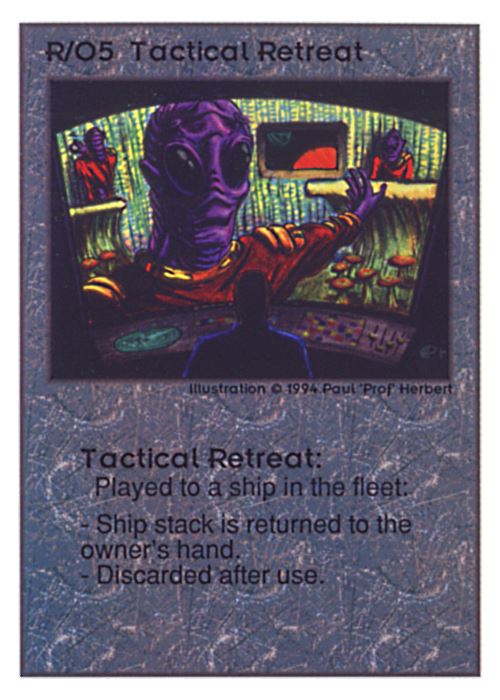 R/O5 Tactical Retreat
Illustration © 1994 Paul 'Prof' Herbert
Tactical Retreat:
Played to a ship in the fleet:
- Ship stack is returned to the
owner's hand.
- Discarded after use.